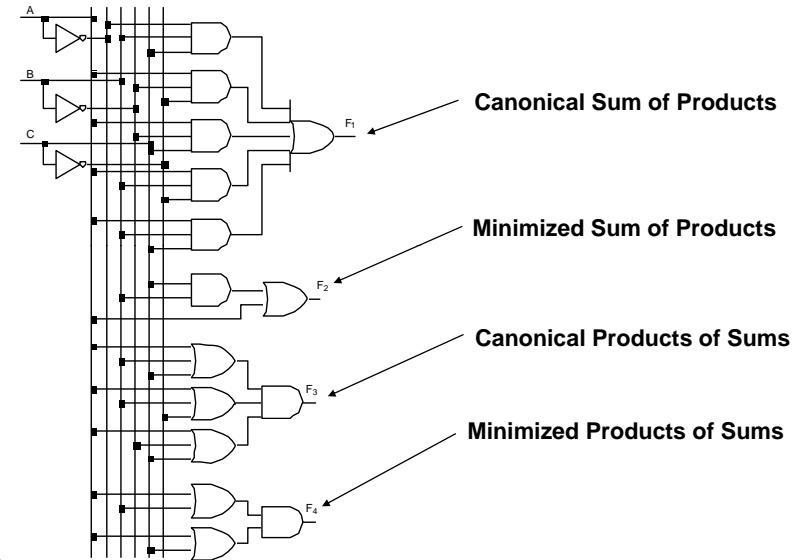 A
B
C
F1
Canonical Sum of Products
Minimized Sum of Products
F2
Canonical Products of Sums
F3
Minimized Products of Sums
F4